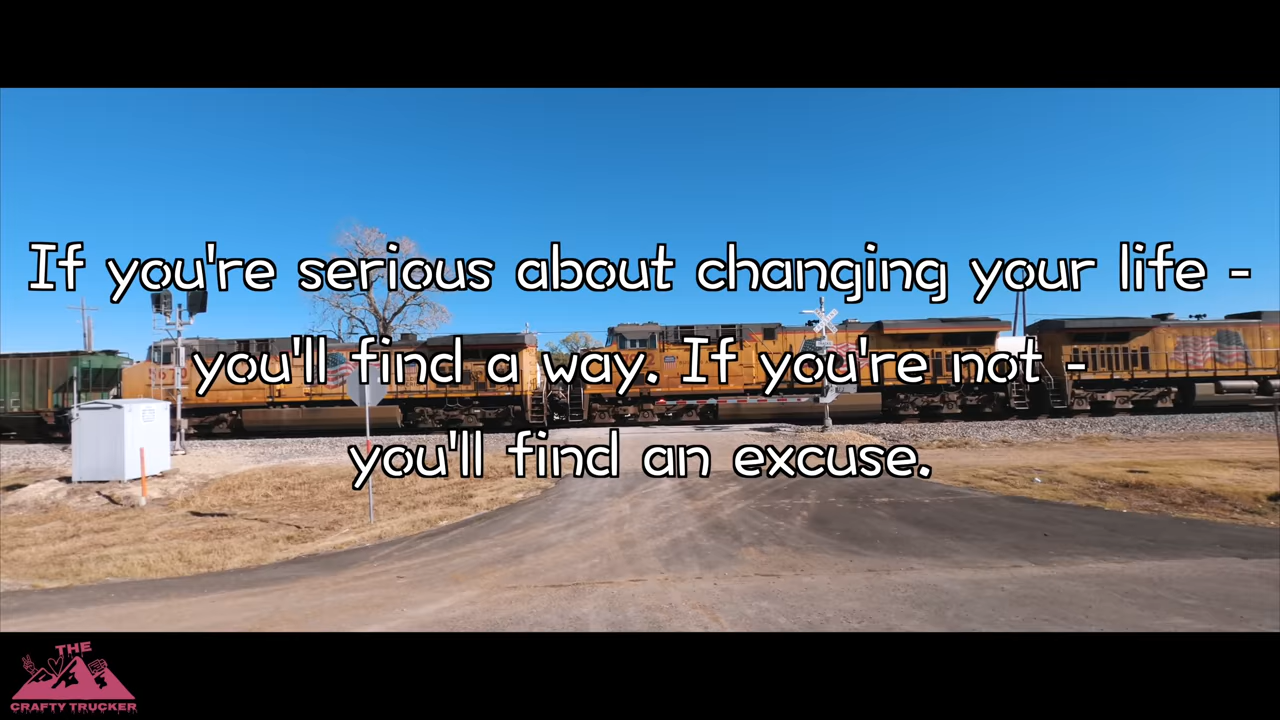 If you're serious about changing your life -
you'll find a way. If you're not -
you'll find an excuse.
THE
CRAFTY TRUCKER